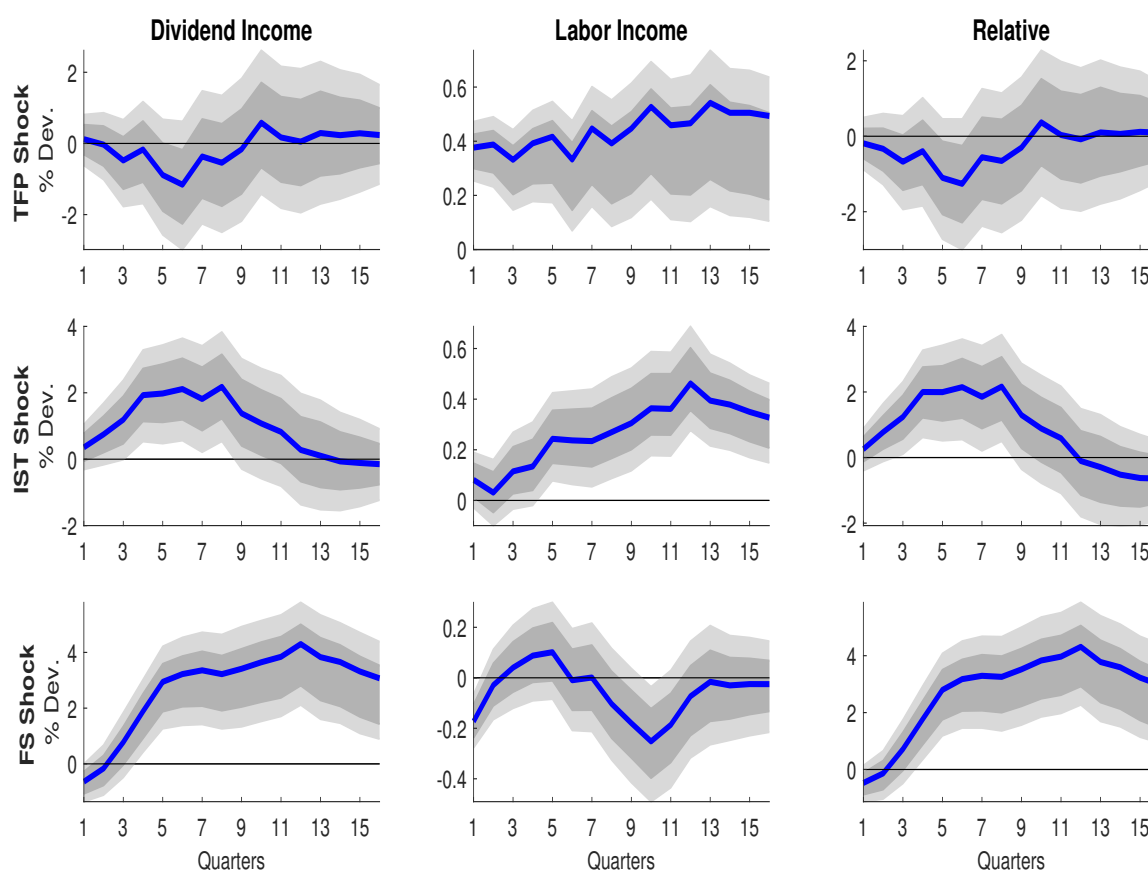 Dividend Income
Labor Income
Relative
TFP Shock
% Dev.
2
0
-2
1 3 5 7 9 11 13 15
0.6
0.4
0.2
0
1 3 5 7 9 11 13 15
2
0
-2
1 3 5 7 9 11 13 15
IST Shock
% Dev.
4
2
0
-2
1 3 5 7 9 11 13 15
0.6
0.4
0.2
0
1 3 5 7 9 11 13 15
4
2
0
-2
1 3 5 7 9 11 13 15
FS Shock
% Dev.
4
2
0
1 3 5 7 9 11 13 15
Quarters
0.2
0
-0.2
-0.4
1 3 5 7 9 11 13 15
Quarters
4
2
0
1 3 5 7 9 11 13 15
Quarters